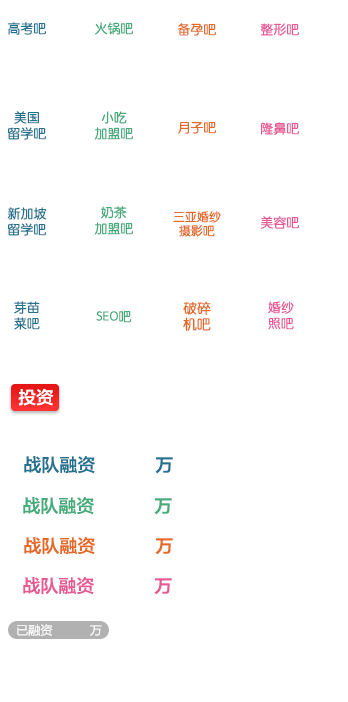 高考吧 火锅吧 备孕吧 整形吧
美国 小吃
留学吧 加盟吧 月子吧 隆鼻吧
新加坡 奶茶 三亚婚纱
留学吧 加盟吧 摄影吧 美容吧
芽苗 破碎 婚纱
菜吧 SEO吧 机吧 照吧
投资
战队融资 万
战队融资 万
战队融资 万
战队融资 万
已融资 万